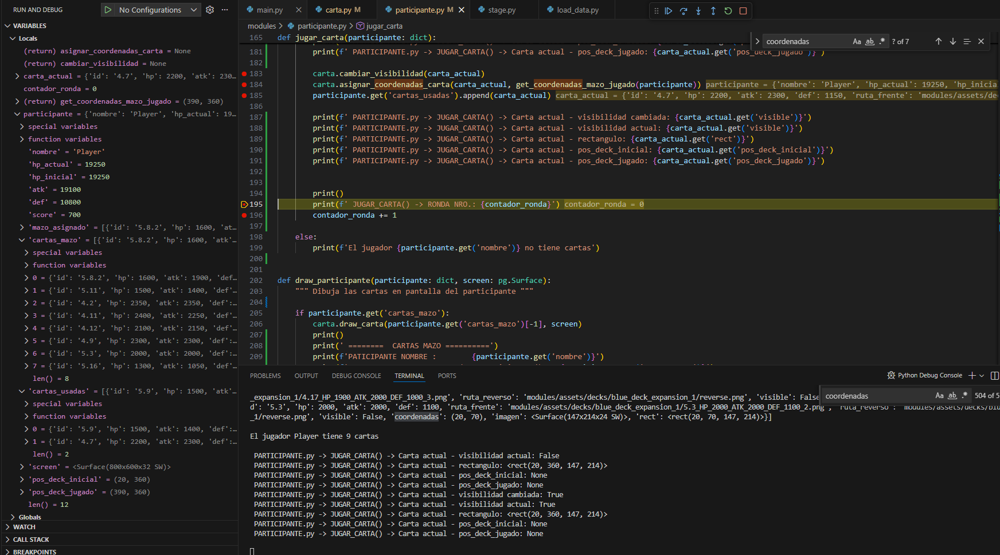 RUN AND DEBUG
No Configurations
VARIABLES
Locals
(return) asignar_coordenadas_carta = None
(return) cambiar_visibilidad = None
carta_actual = {'id': '4.7', 'hp': 2200, 'atk': 230…
contador_ronda = 0
(return) get_coordenadas_mazo_jugado = (390, 360)
participante = {'nombre': 'Player', 'hp_actual': 19…
special variables
function variables
'nombre' = 'Player'
'hp_actual' = 19250
'hp_inicial' = 19250
'atk' = 19100
'def' = 10800
'score' = 700
'mazo_asignado' = [{'id': '5.8.2', 'hp': 1600, 'at…
'cartas_mazo' = [{'id': '5.8.2', 'hp': 1600, 'atk'…
special variables
function variables
0 = {'id': '5.8.2', 'hp': 1600, 'atk': 1900, 'def…
1 = {'id': '5.11', 'hp': 1500, 'atk': 1400, 'def'…
2 = {'id': '4.2', 'hp': 2350, 'atk': 2350, 'def':…
3 = {'id': '4.11', 'hp': 2400, 'atk': 2250, 'def'…
4 = {'id': '4.12', 'hp': 2100, 'atk': 2150, 'def'…
5 = {'id': '4.9', 'hp': 2300, 'atk': 2300, 'def':…
6 = {'id': '5.3', 'hp': 2000, 'atk': 2000, 'def':…
7 = {'id': '5.16', 'hp': 1300, 'atk': 1050, 'def'…
len() = 8
'cartas_usadas' = [{'id': '5.9', 'hp': 1500, 'atk'…
special variables
function variables
0 = {'id': '5.9', 'hp': 1500, 'atk': 1400, 'def':…
1 = {'id': '4.7', 'hp': 2200, 'atk': 2300, 'def':…
len() = 2
'screen' = <Surface(800x600x32 SW)>
'pos_deck_inicial' = (20, 360)
'pos_deck_jugado' = (390, 360)
len() = 12
Globals
WATCH
CALL STACK
BREAKPOINTS
main.py
carta.py M
participante.py M
stage.py
load_data.py
modules > participante.py > jugar_carta
coordenadas Aa ab .* ? of 7
165 def jugar_carta(participante: dict):
181 print(f' PARTICIPANTE.py -> JUGAR_CARTA() -> Carta actual - pos_deck_jugado: {carta_actual.get('pos_deck_jugado')}')
182
183 carta.cambiar_visibilidad(carta_actual)
184 carta.asignar_coordenadas_carta(carta_actual, get_coordenadas_mazo_jugado(participante)) participante = {'nombre': 'Player', 'hp_actual': 19250, 'hp_inicia
185 participante.get('cartas_usadas').append(carta_actual) carta_actual = {'id': '4.7', 'hp': 2200, 'atk': 2300, 'def': 1150, 'ruta_frente': 'modules/assets/de
186
187 print(f' PARTICIPANTE.py -> JUGAR_CARTA() -> Carta actual - visibilidad cambiada: {carta_actual.get('visible')}')
188 print(f' PARTICIPANTE.py -> JUGAR_CARTA() -> Carta actual - visibilidad actual: {carta_actual.get('visible')}')
189 print(f' PARTICIPANTE.py -> JUGAR_CARTA() -> Carta actual - rectangulo: {carta_actual.get('rect')}')
190 print(f' PARTICIPANTE.py -> JUGAR_CARTA() -> Carta actual - pos_deck_inicial: {carta_actual.get('pos_deck_inicial')}')
191 print(f' PARTICIPANTE.py -> JUGAR_CARTA() -> Carta actual - pos_deck_jugado: {carta_actual.get('pos_deck_jugado')}')
192
193
194 print()
195 print(f' JUGAR_CARTA() -> RONDA NRO.: {contador_ronda}') contador_ronda = 0
196 contador_ronda += 1
197
198 else:
199 print(f'El jugador {participante.get('nombre')} no tiene cartas')
200
201
202 def draw_participante(participante: dict, screen: pg.Surface):
203 """ Dibuja las cartas en pantalla del participante """
204
205 if participante.get('cartas_mazo'):
206 carta.draw_carta(participante.get('cartas_mazo')[-1], screen)
207 print()
208 print(' ======== CARTAS MAZO ==========')
209 print(f'PATICIPANTE NOMBRE : {participante.get('nombre')}')
PROBLEMS OUTPUT DEBUG CONSOLE TERMINAL PORTS
Python Debug Console
coordenadas Aa ab .* 504 of 5
_expansion_1/4.17_HP_1900_ATK_2000_DEF_1000_3.png', 'ruta_reverso': 'modules/assets/decks/blue_deck_expansion_1/reverse.png', 'visible': False
d': '5.3', 'hp': 2000, 'atk': 2000, 'def': 1100, 'ruta_frente': 'modules/assets/decks/blue_deck_expansion_1/5.3_HP_2000_ATK_2000_DEF_1100_2.png', 'ruta_reverso': 'modules/assets/decks/blu
_1/reverse.png', 'visible': False, 'coordenadas': (20, 70), 'imagen': <Surface(147x214x24 SW)>, 'rect': <rect(20, 70, 147, 214)>}]
El jugador Player tiene 9 cartas
PARTICIPANTE.py -> JUGAR_CARTA() -> Carta actual - visibilidad actual: False
PARTICIPANTE.py -> JUGAR_CARTA() -> Carta actual - rectangulo: <rect(20, 360, 147, 214)>
PARTICIPANTE.py -> JUGAR_CARTA() -> Carta actual - pos_deck_inicial: None
PARTICIPANTE.py -> JUGAR_CARTA() -> Carta actual - pos_deck_jugado: None
PARTICIPANTE.py -> JUGAR_CARTA() -> Carta actual - visibilidad cambiada: True
PARTICIPANTE.py -> JUGAR_CARTA() -> Carta actual - visibilidad actual: True
PARTICIPANTE.py -> JUGAR_CARTA() -> Carta actual - rectangulo: <rect(20, 360, 147, 214)>
PARTICIPANTE.py -> JUGAR_CARTA() -> Carta actual - pos_deck_inicial: None
PARTICIPANTE.py -> JUGAR_CARTA() -> Carta actual - pos_deck_jugado: None